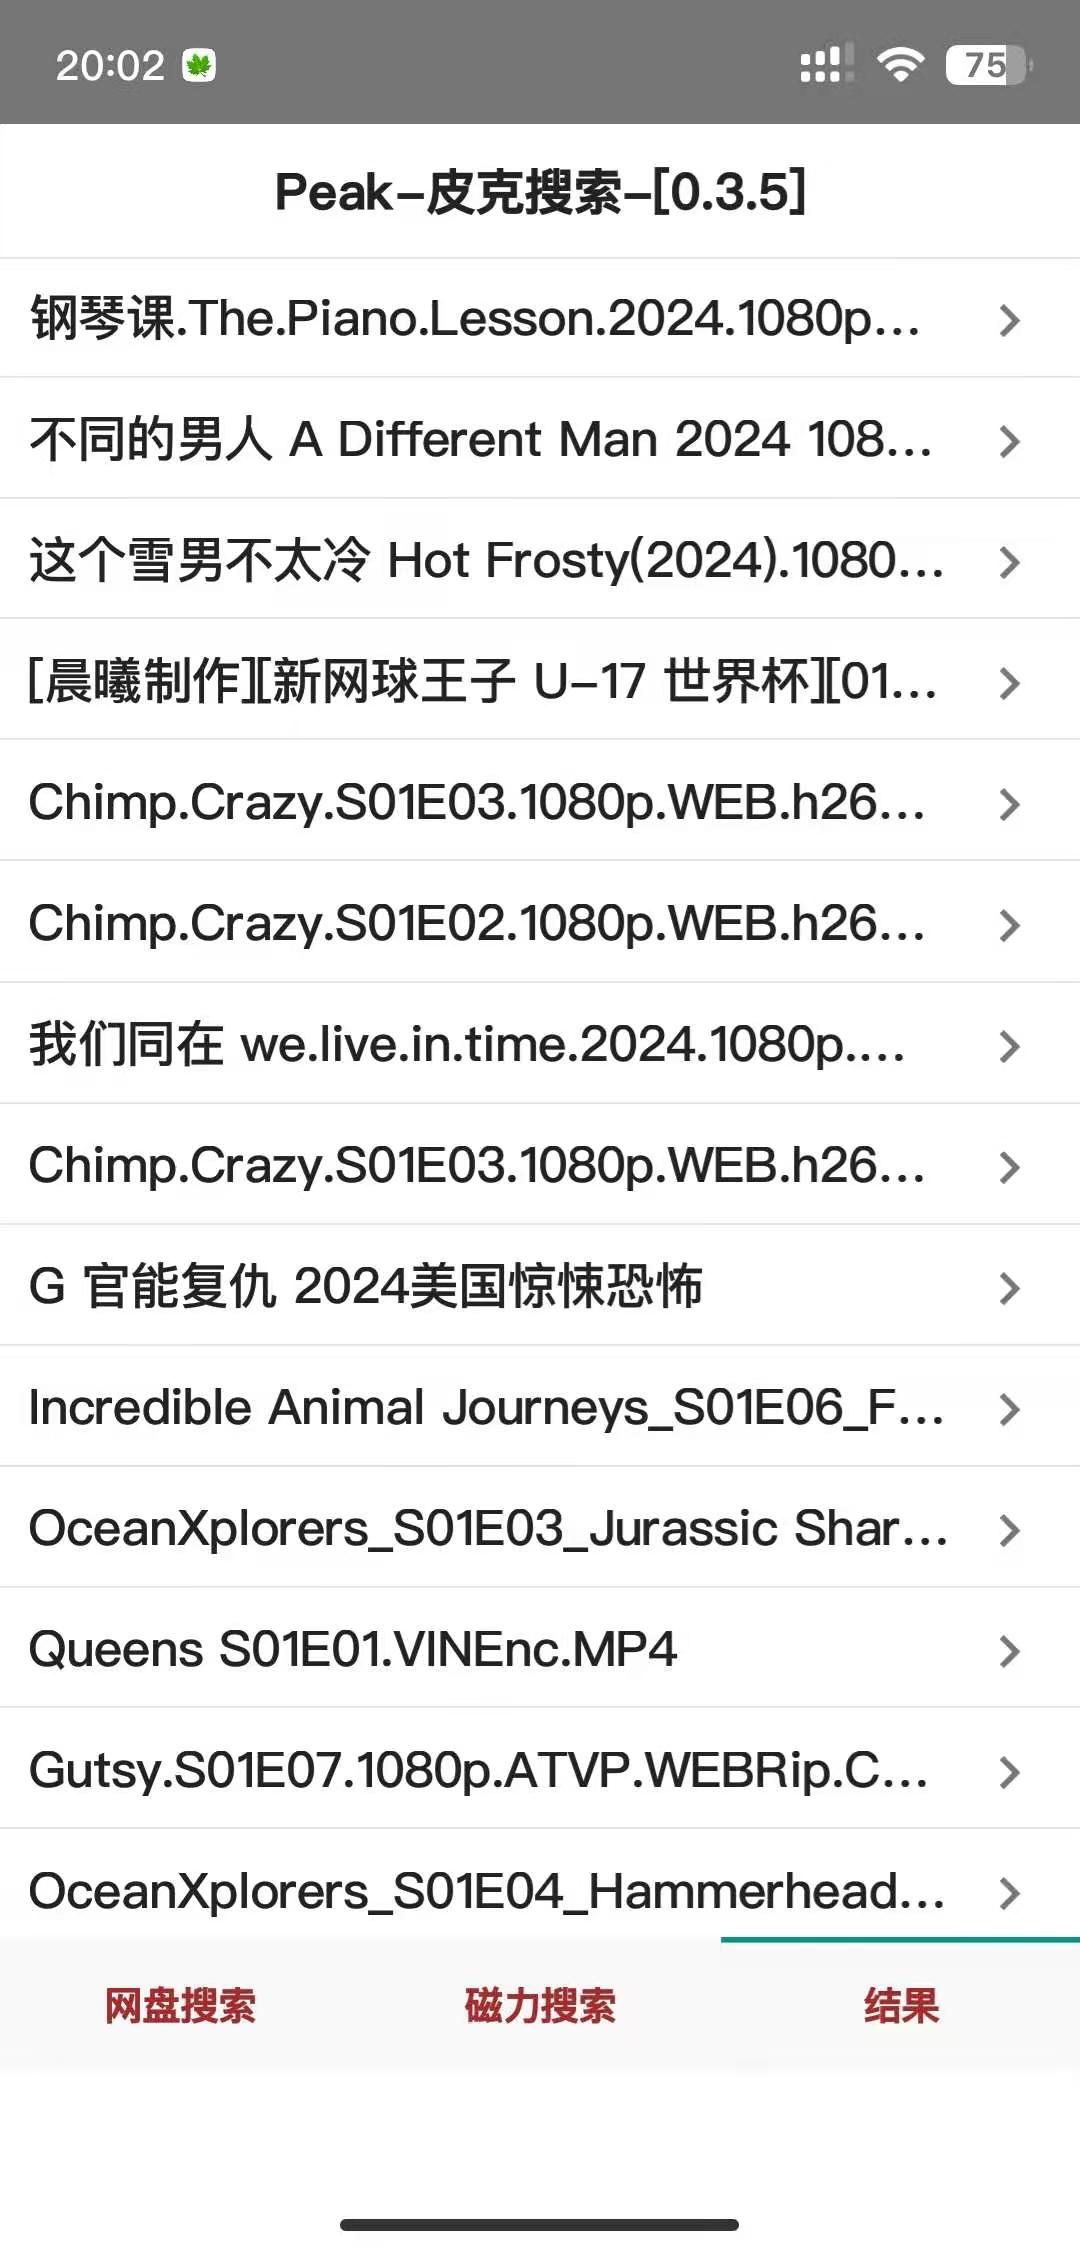 20:02
75
Peak-皮克搜索-[0.3.5]
钢琴课.The.Piano.Lesson.2024.1080p...
不同的男人 A Different Man 2024 108...
这个雪男不太冷 Hot Frosty(2024).1080...
[晨曦制作][新网球王子 U-17 世界杯][01...
Chimp.Crazy.S01E03.1080p.WEB.h26...
Chimp.Crazy.S01E02.1080p.WEB.h26...
我们同在 we.live.in.time.2024.1080p....
Chimp.Crazy.S01E03.1080p.WEB.h26...
G 官能复仇 2024美国惊悚恐怖
Incredible Animal Journeys_S01E06_F...
OceanXplorers_S01E03_Jurassic Shar...
Queens S01E01.VINEnc.MP4
Gutsy.S01E07.1080p.ATVP.WEBRip.C...
OceanXplorers_S01E04_Hammerhead...
网盘搜索
磁力搜索
结果